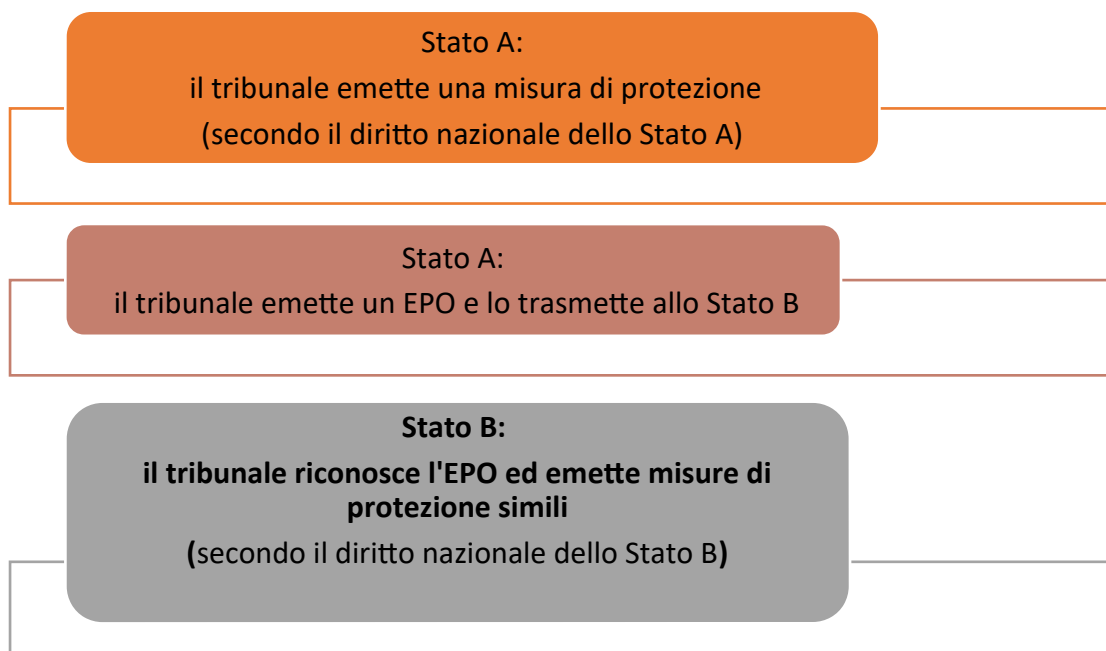 Stato A:
il tribunale emette una misura di protezione
(secondo il diritto nazionale dello Stato A)
Stato A:
il tribunale emette un EPO e lo trasmette allo Stato B
Stato B:
il tribunale riconosce l'EPO ed emette misure di
protezione simili
(secondo il diritto nazionale dello Stato B)